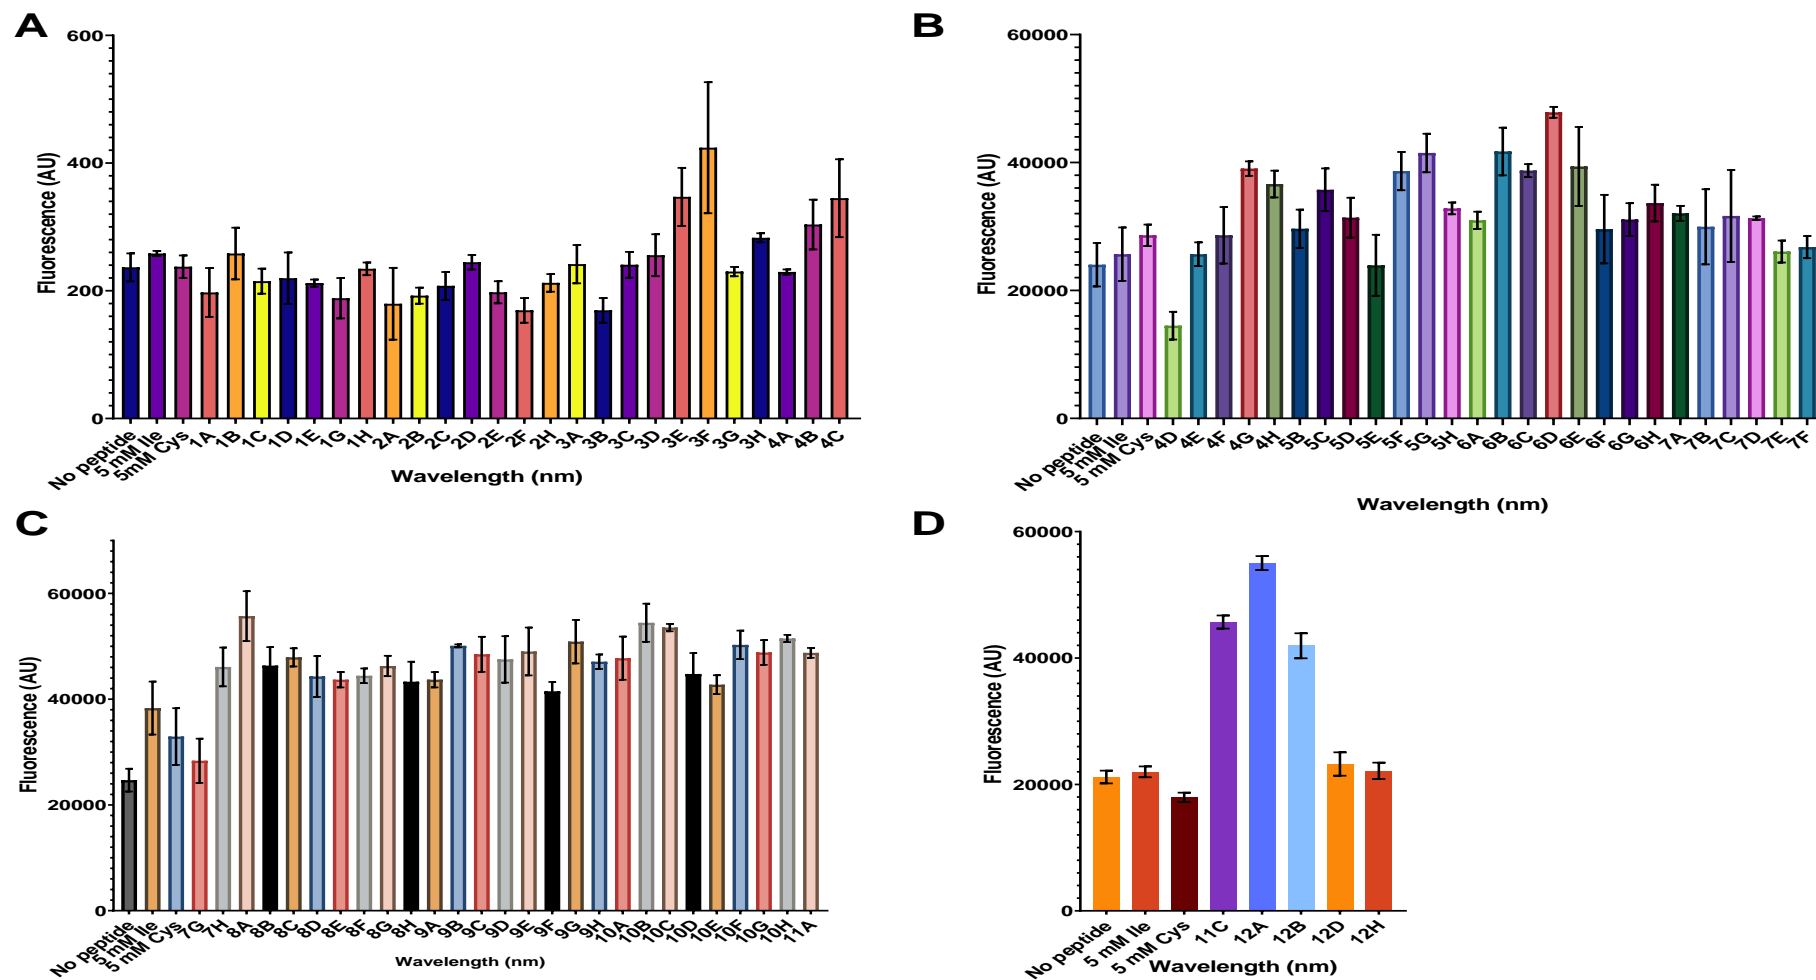 A
600
400
200
0
Fluorescence (AU)
No peptide
5 mM Ile
5mM Cys
1A
1B
1C
1D
1E
1G
1H
2A
2B
2C
2D
2E
2F
2H
3A
3B
3C
3D
3E
3F
3G
3H
4A
4B
4C
Wavelength (nm)
B
60000
40000
20000
0
Fluorescence (AU)
No peptide
5 mM Ile
5 mM Cys
4D
4E
4F
4G
4H
5B
5C
5D
5E
5F
5G
5H
6A
6B
6C
6D
6E
6F
6G
6H
7A
7B
7C
7D
7E
7F
Wavelength (nm)
C
60000
40000
20000
0
Fluorescence (AU)
No peptide
5 mM Ile
5 mM Cys
7G
7H
8A
8B
8C
8D
8E
8F
8G
8H
9A
9B
9C
9D
9E
9F
9G
9H
10A
10B
10C
10D
10E
10F
10G
10H
11A
Wavelength (nm)
D
60000
40000
20000
0
Fluorescence (AU)
No peptide
5 mM Ile
5 mM Cys
11C
12A
12B
12D
12H
Wavelength (nm)